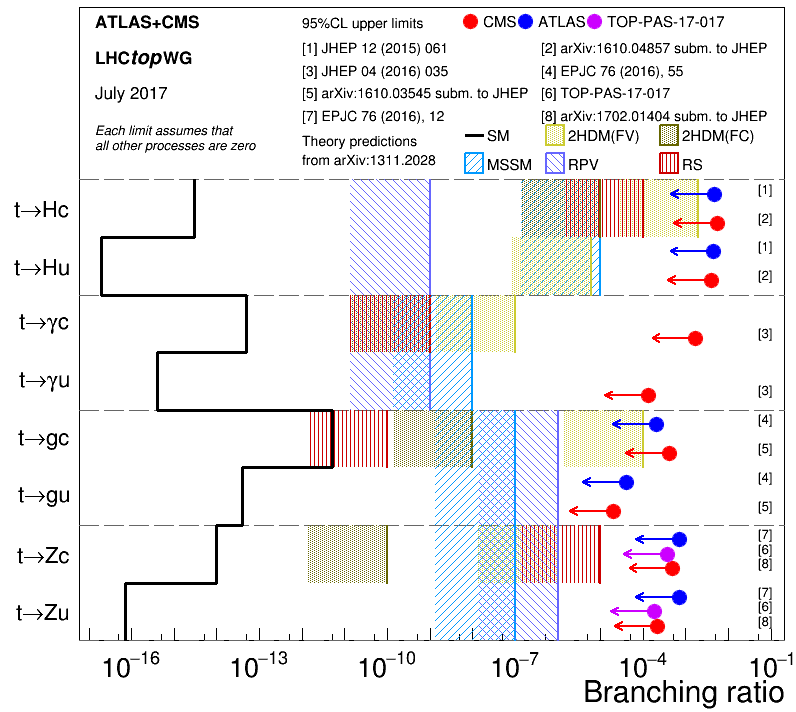 ATLAS+CMS 95%CL upper limits CMS ATLAS TOP-PAS-17-017
LHCtopWG [1] JHEP 12 (2015) 061 [2] arXiv:1610.04857 subm. to JHEP
[3] JHEP 04 (2016) 035 [4] EPJC 76 (2016), 55
July 2017 [5] arXiv:1610.03545 subm. to JHEP [6] TOP-PAS-17-017
[7] EPJC 76 (2016), 12 [8] arXiv:1702.01404 subm. to JHEP
Each limit assumes that
all other processes are zero
Theory predictions
from arXiv:1311.2028
SM 2HDM(FV) 2HDM(FC)
MSSM RPV RS
t→Hc [1]
[2]
t→Hu [1]
[2]
t→γc [3]
t→γu [3]
t→gc [4]
[5]
t→gu [4]
[5]
t→Zc [7]
[6]
[8]
t→Zu [7]
[6]
[8]
10⁻¹⁶ 10⁻¹³ 10⁻¹⁰ 10⁻⁷ 10⁻⁴ 10⁻¹
Branching ratio